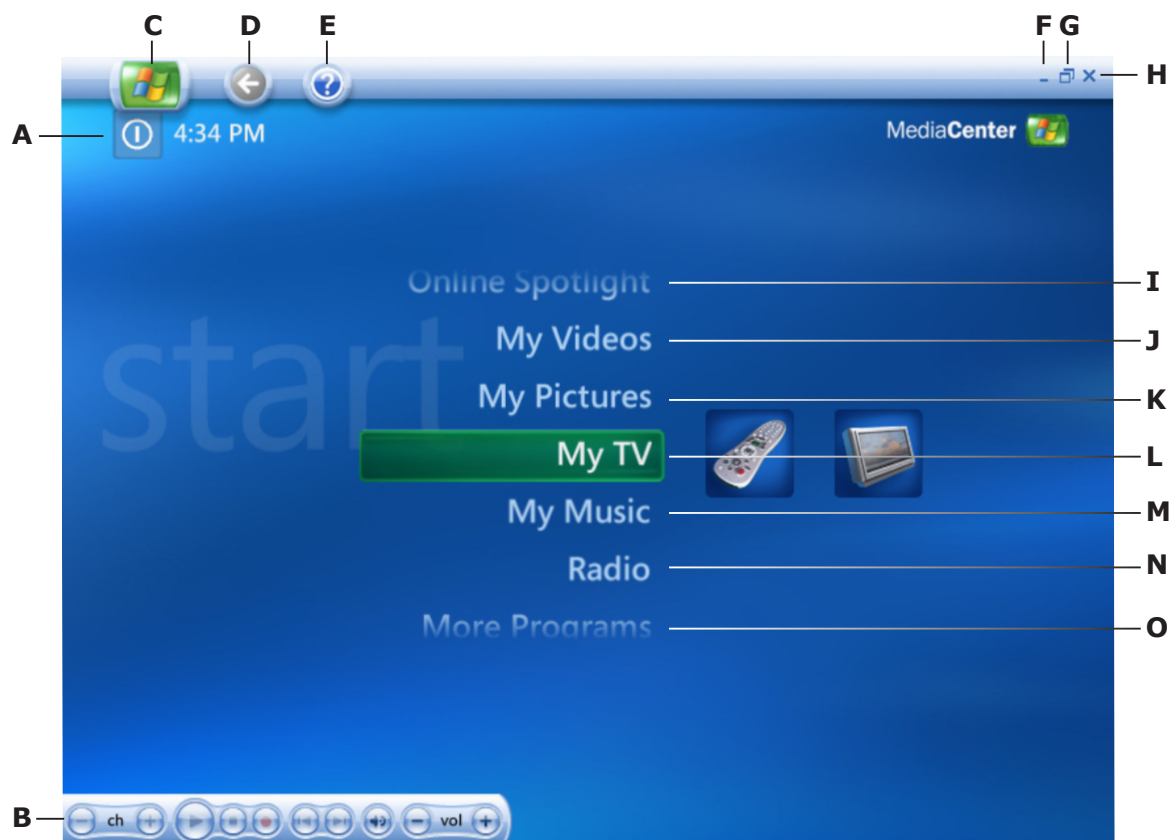 C D E F G
H
A 4:34 PM MediaCenter
start
Online Spotlight I
My Videos J
My Pictures K
My TV L
My Music M
Radio N
More Programs O
B ch vol